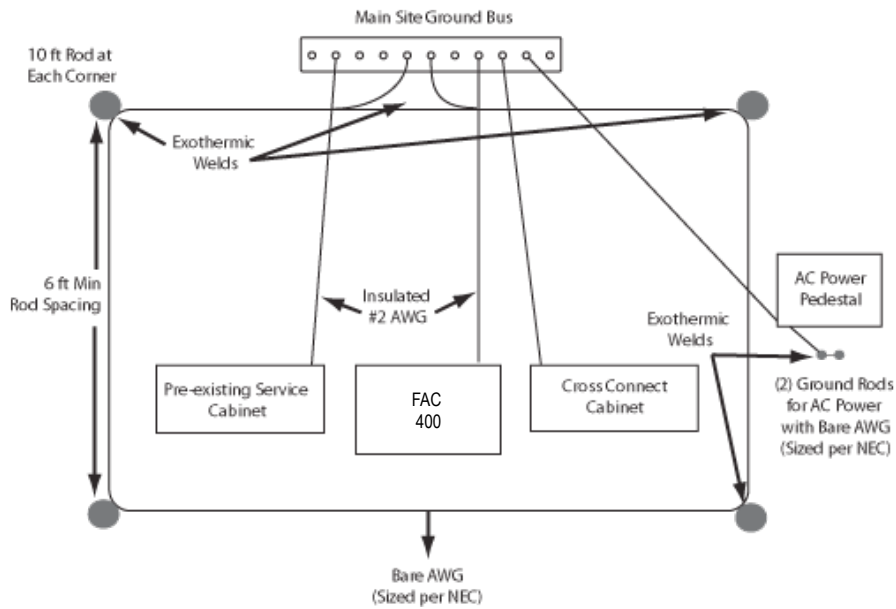 Main Site Ground Bus
10 ft Rod at
Each Corner
Exothermic
Welds
6 ft Min
Rod Spacing
Insulated
#2 AWG
AC Power
Pedestal
Exothermic
Welds
Pre-existing Service
Cabinet
FAC
400
Cross Connect
Cabinet
(2) Ground Rods
for AC Power
with Bare AWG
(Sized per NEC)
Bare AWG
(Sized per NEC)